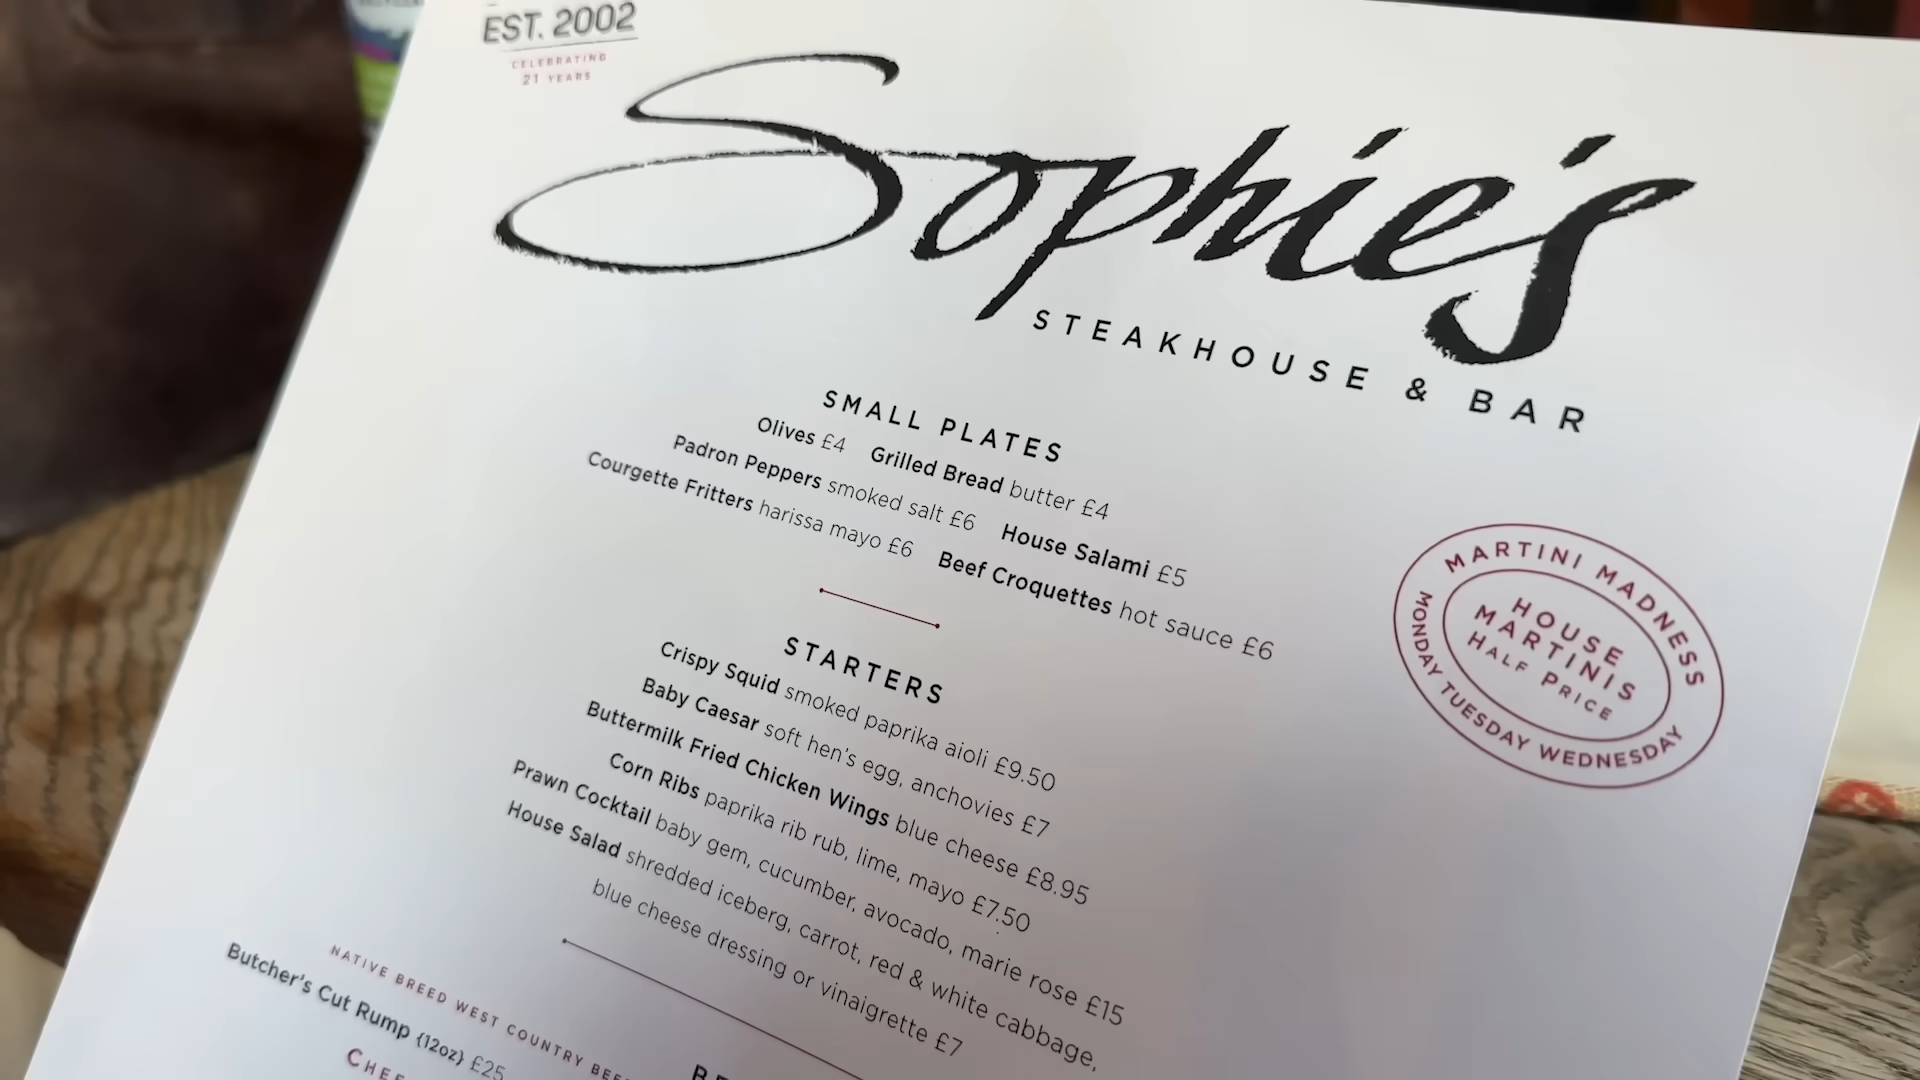 EST. 2002
CELEBRATING
21 YEARS
Sophie's
STEAKHOUSE & BAR
SMALL PLATES
Olives £4 Grilled Bread butter £4
Padron Peppers smoked salt £6 House Salami £5
Courgette Fritters harissa mayo £6 Beef Croquettes hot sauce £6
MARTINI MADNESS
HOUSE
MARTINIS
HALF PRICE
MONDAY TUESDAY WEDNESDAY
STARTERS
Crispy Squid smoked paprika aioli £9.50
Baby Caesar soft hen's egg, anchovies £7
Buttermilk Fried Chicken Wings blue cheese £8.95
Corn Ribs paprika rib rub, lime, mayo £7.50
Prawn Cocktail baby gem, cucumber, avocado, marie rose £15
House Salad shredded iceberg, carrot, red & white cabbage,
blue cheese dressing or vinaigrette £7
NATIVE BREED WEST COUNTRY
Butcher's Cut Rump {12oz} £25